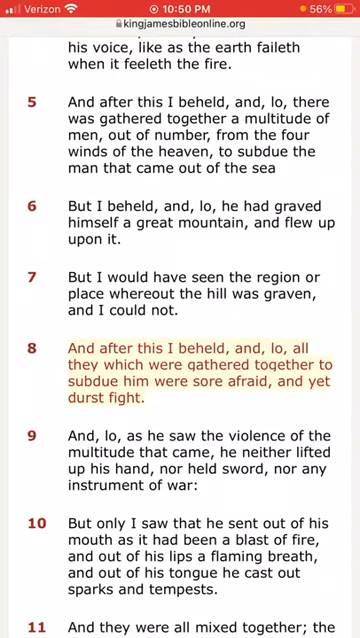 Verizon 10:50 PM 56%
kingjamesbibleonline.org
his voice, like as the earth faileth
when it feeleth the fire.
5 And after this I beheld, and, lo, there
was gathered together a multitude of
men, out of number, from the four
winds of the heaven, to subdue the
man that came out of the sea
6 But I beheld, and, lo, he had graved
himself a great mountain, and flew up
upon it.
7 But I would have seen the region or
place whereout the hill was graven,
and I could not.
8 And after this I beheld, and, lo, all
they which were gathered together to
subdue him were sore afraid, and yet
durst fight.
9 And, lo, as he saw the violence of the
multitude that came, he neither lifted
up his hand, nor held sword, nor any
instrument of war:
10 But only I saw that he sent out of his
mouth as it had been a blast of fire,
and out of his lips a flaming breath,
and out of his tongue he cast out
sparks and tempests.
11 And they were all mixed together; the